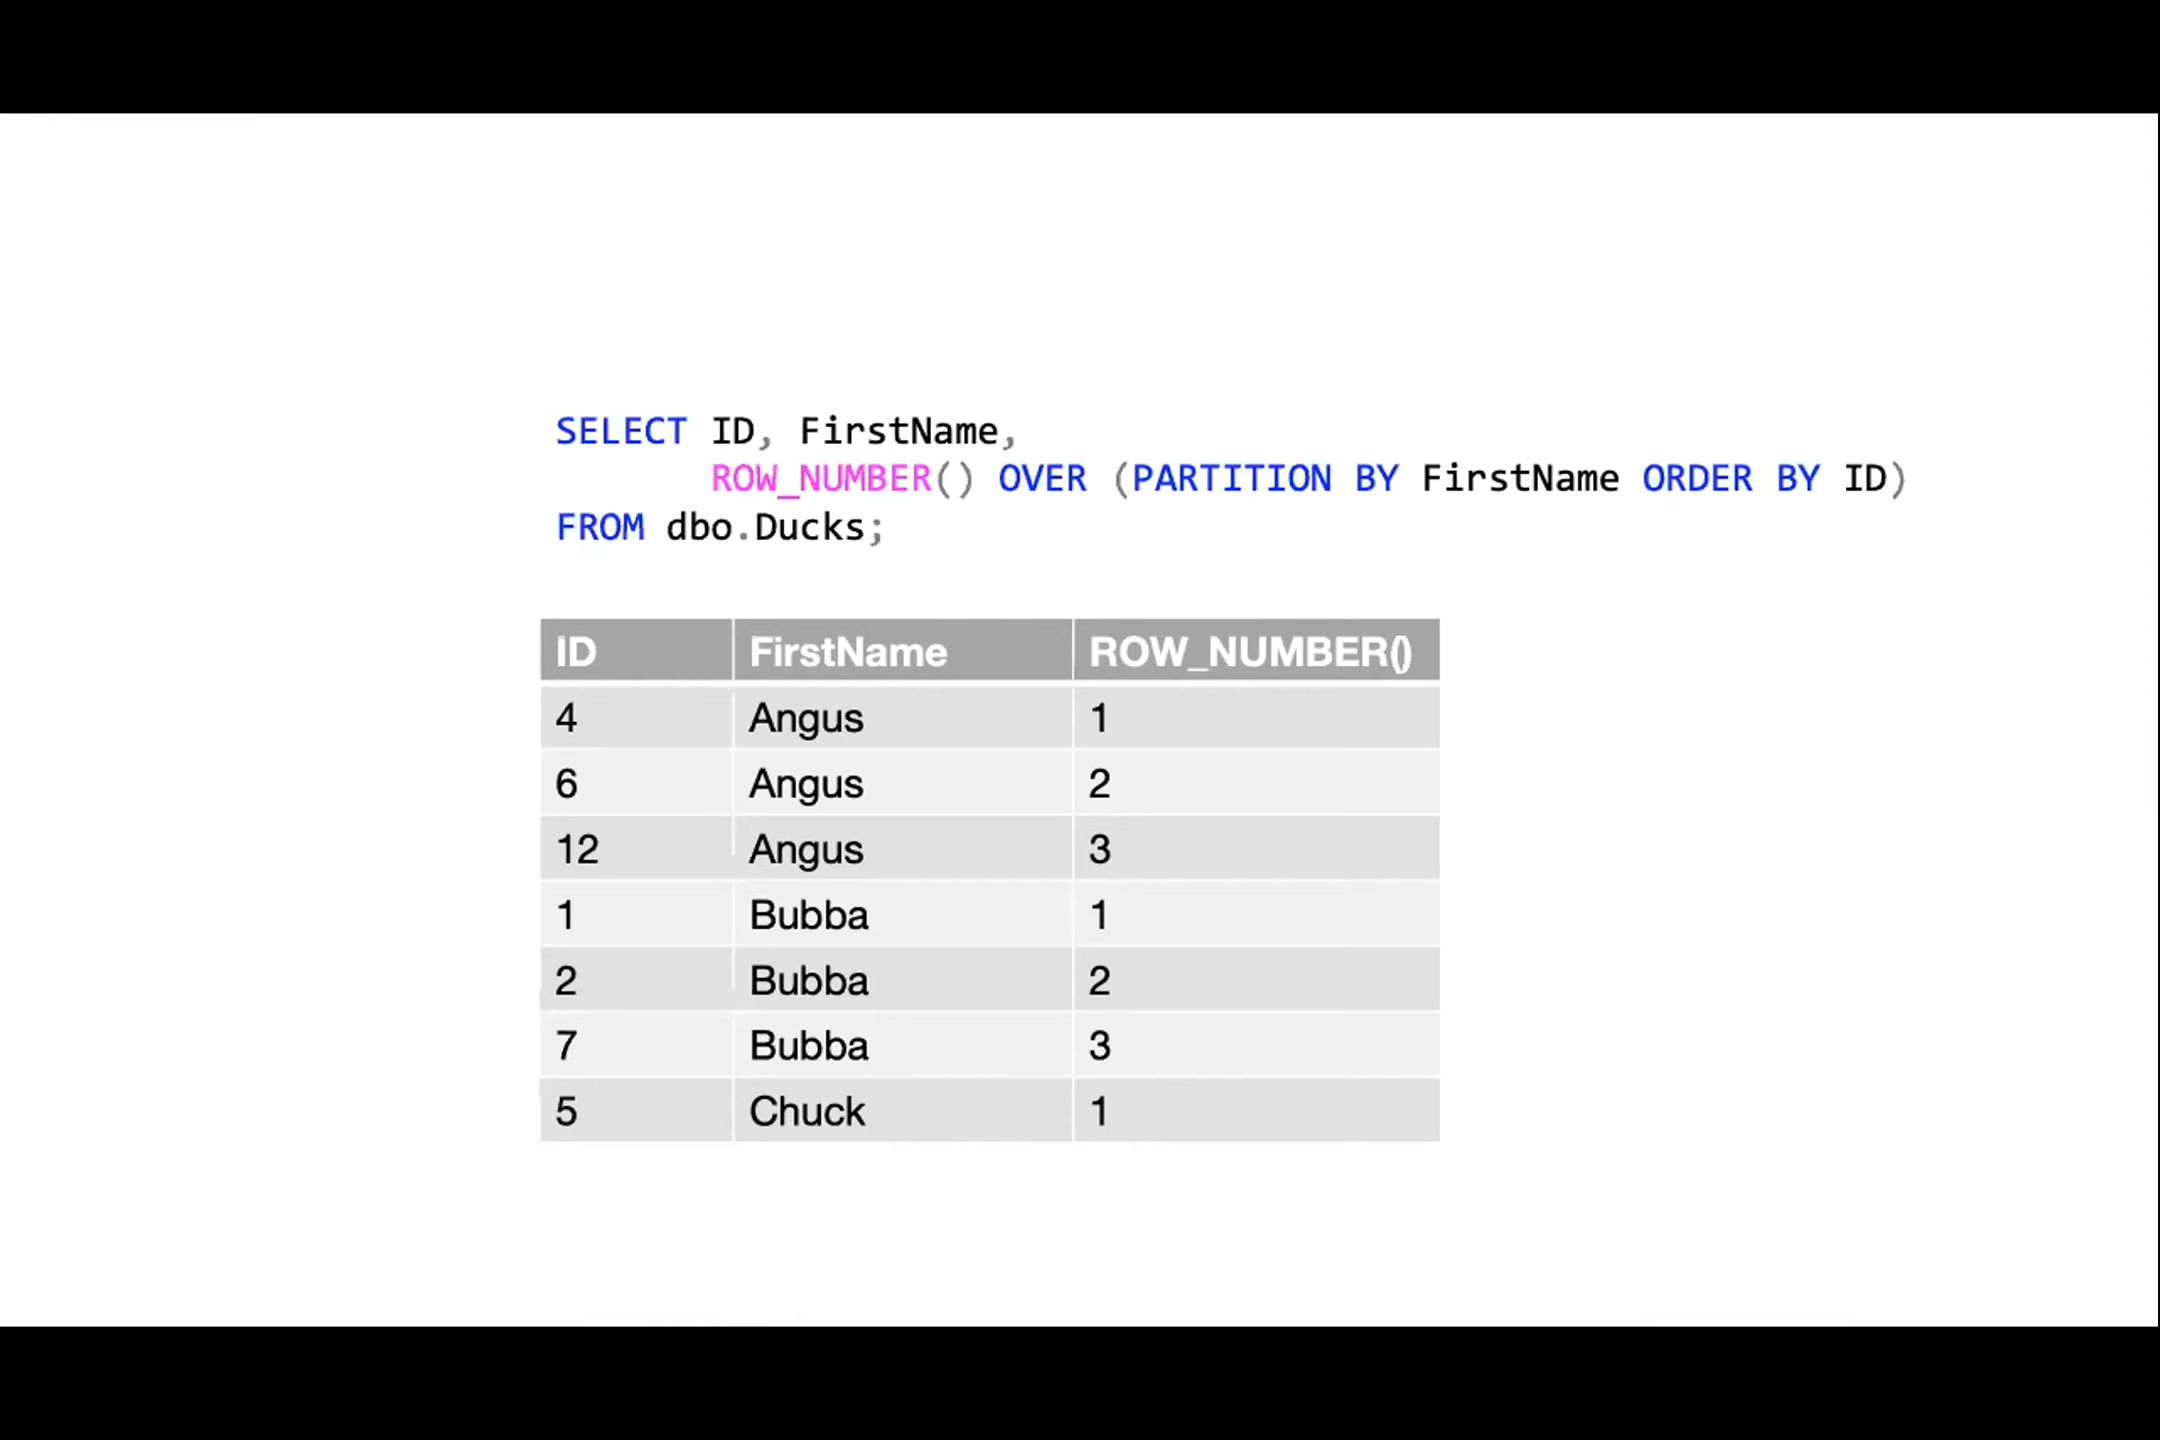 SELECT ID, FirstName,
ROW_NUMBER() OVER (PARTITION BY FirstName ORDER BY ID)
FROM dbo.Ducks;
ID FirstName ROW_NUMBER()
4 Angus 1
6 Angus 2
12 Angus 3
1 Bubba 1
2 Bubba 2
7 Bubba 3
5 Chuck 1